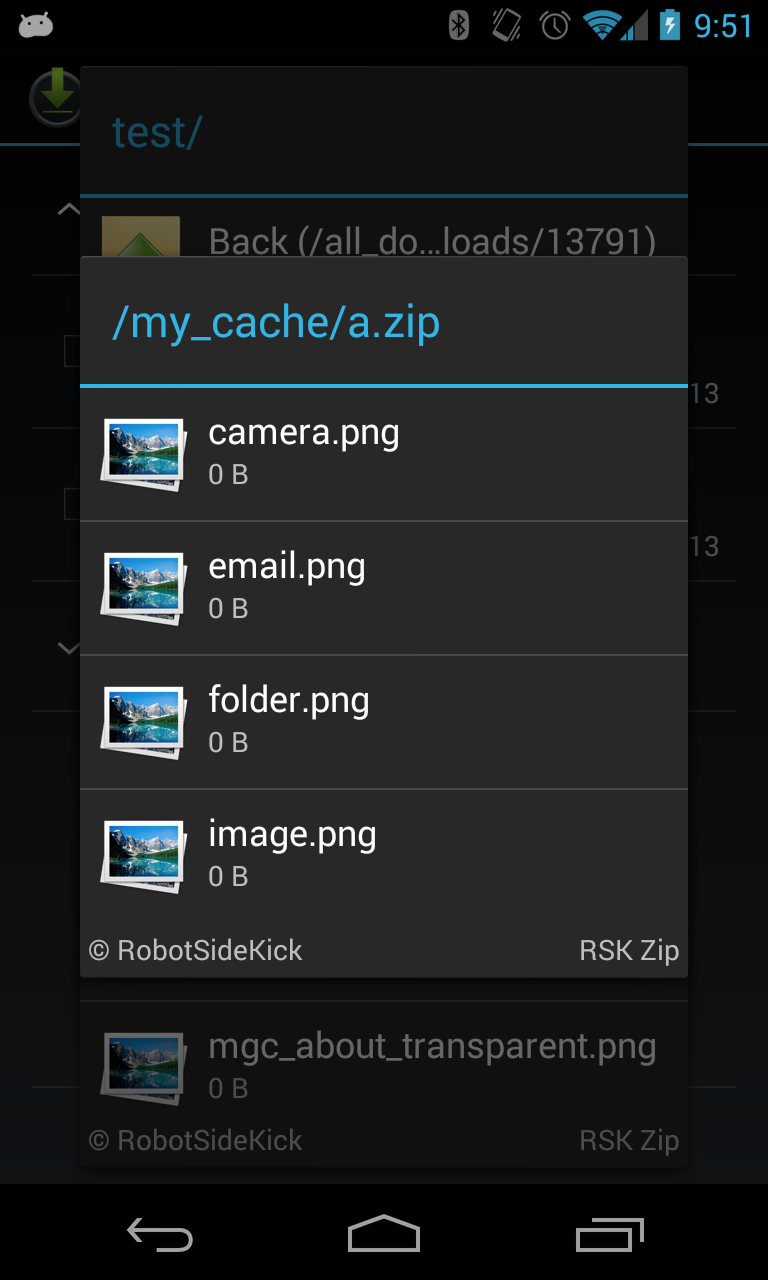 9:51
test/
Back (/all_do...loads/13791)
/my_cache/a.zip
13
camera.png
0 B
13
email.png
0 B
folder.png
0 B
image.png
0 B
© RobotSideKick RSK Zip
mgc_about_transparent.png
0 B
© RobotSideKick RSK Zip